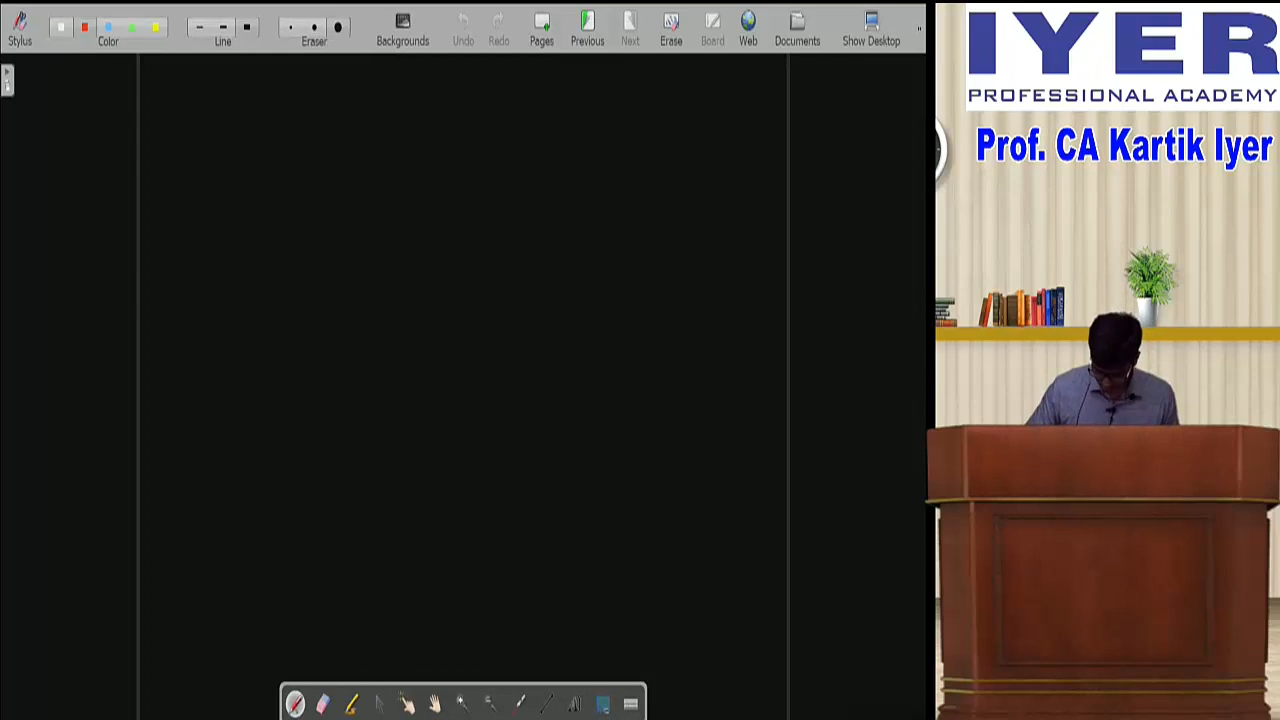 Stylus
Color
Line
Eraser
Backgrounds
Undo
Redo
Pages
Previous
Next
Erase
Board
Web
Documents
Show Desktop
IYER
PROFESSIONAL ACADEMY
Prof. CA Kartik Iyer